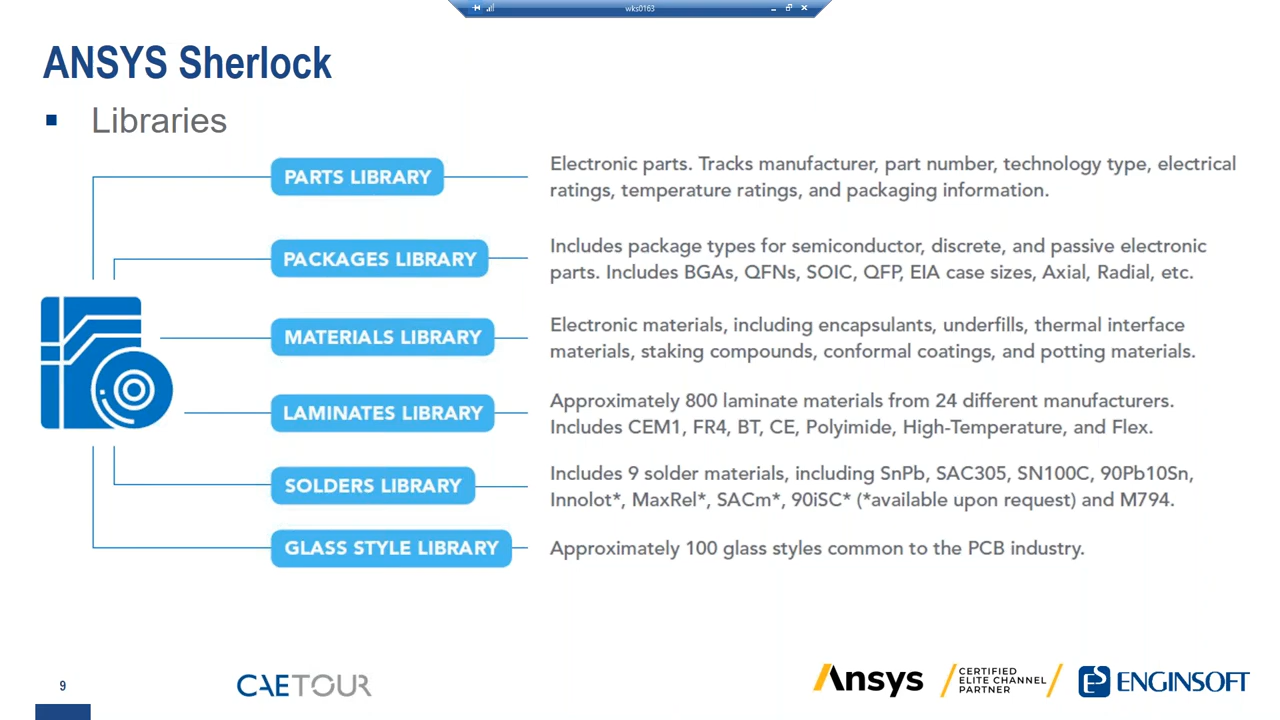 wks0163
ANSYS Sherlock
Libraries
PARTS LIBRARY
Electronic parts. Tracks manufacturer, part number, technology type, electrical
ratings, temperature ratings, and packaging information.
PACKAGES LIBRARY
Includes package types for semiconductor, discrete, and passive electronic
parts. Includes BGAs, QFNs, SOIC, QFP, EIA case sizes, Axial, Radial, etc.
MATERIALS LIBRARY
Electronic materials, including encapsulants, underfills, thermal interface
materials, staking compounds, conformal coatings, and potting materials.
LAMINATES LIBRARY
Approximately 800 laminate materials from 24 different manufacturers.
Includes CEM1, FR4, BT, CE, Polyimide, High-Temperature, and Flex.
SOLDERS LIBRARY
Includes 9 solder materials, including SnPb, SAC305, SN100C, 90Pb10Sn,
Innolot*, MaxRel*, SACm*, 90iSC* (*available upon request) and M794.
GLASS STYLE LIBRARY
Approximately 100 glass styles common to the PCB industry.
9
CAETOUR
Ansys
CERTIFIED
ELITE CHANNEL
PARTNER
ENGINSOFT